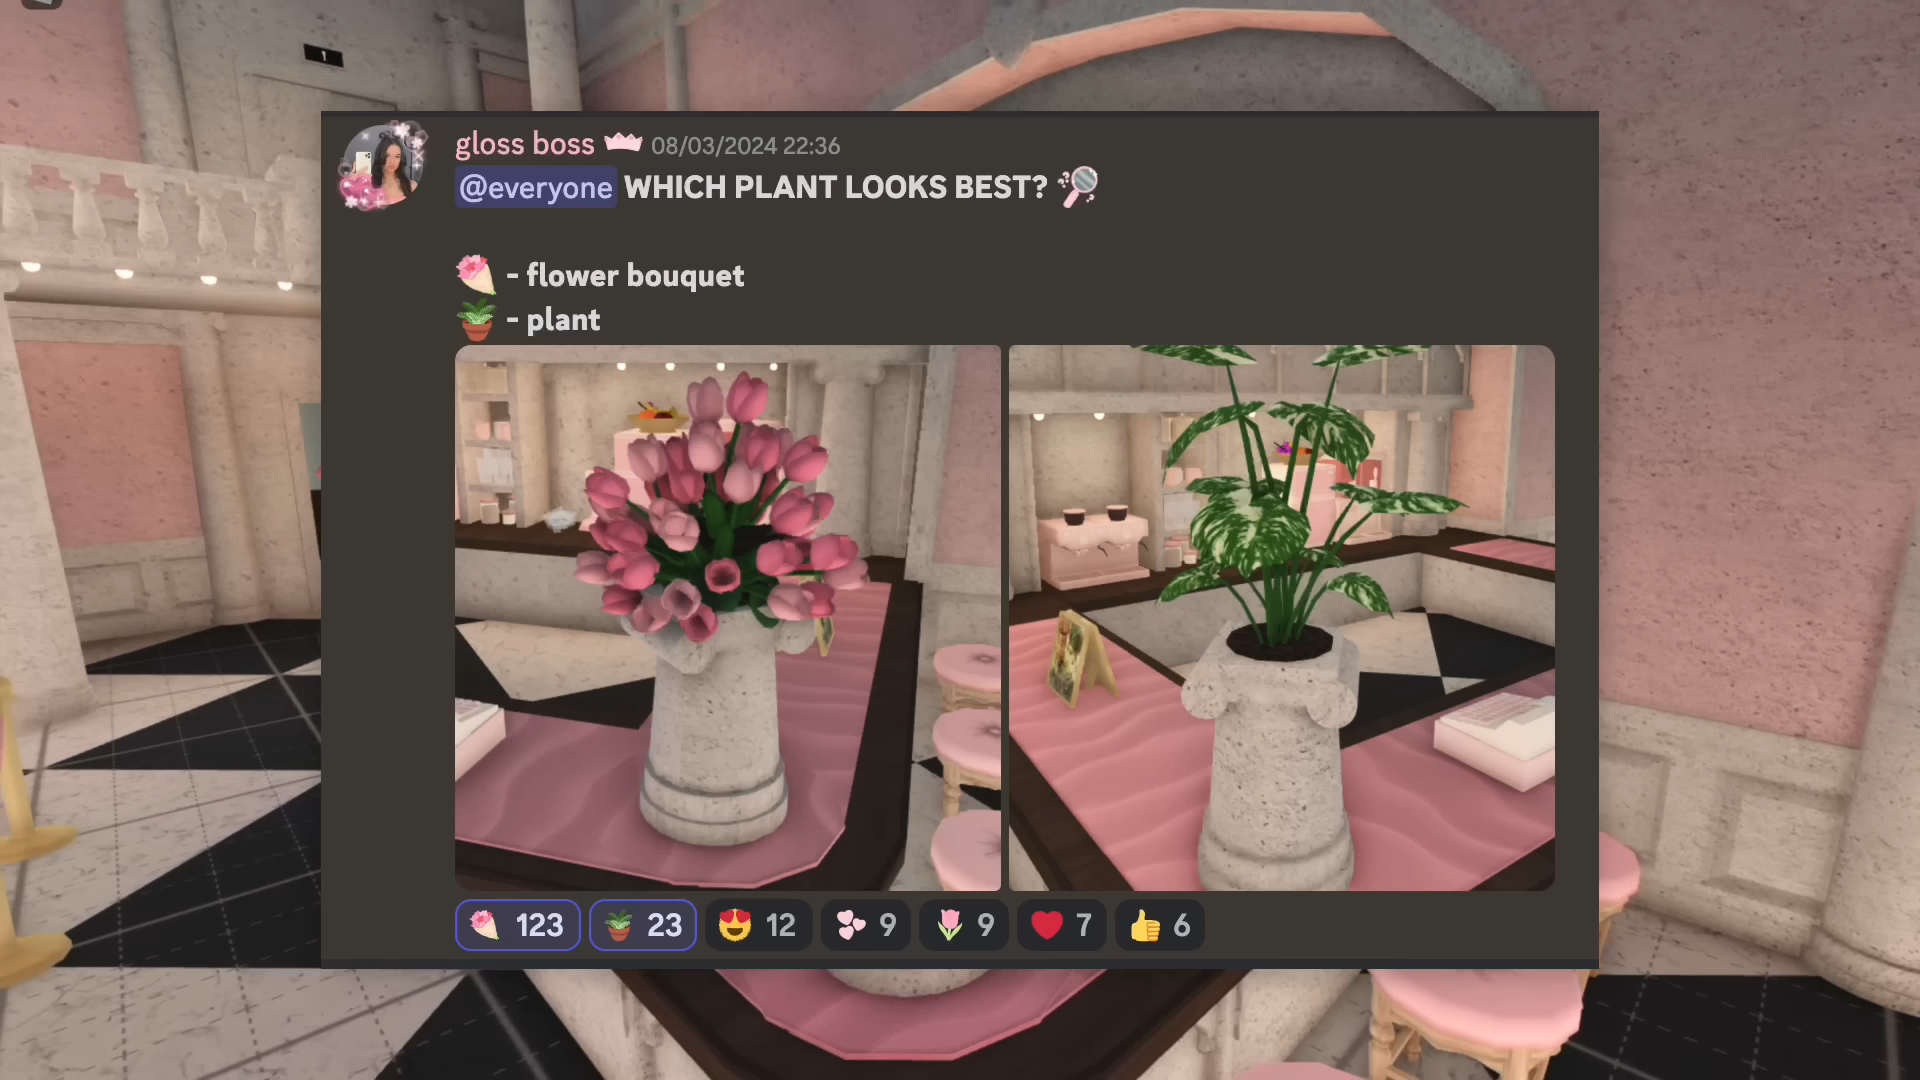 1
gloss boss 08/03/2024 22:36
@everyone WHICH PLANT LOOKS BEST?
- flower bouquet
- plant
123 23 12 9 9 7 6